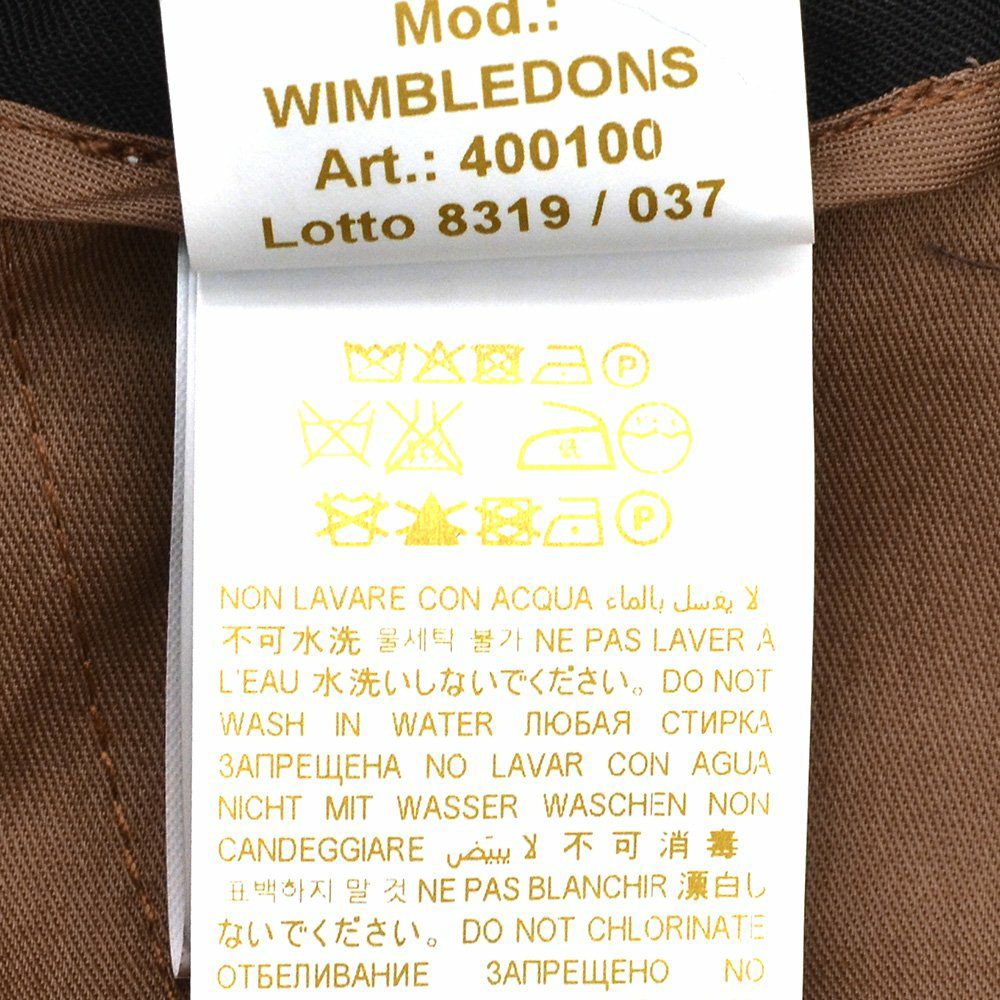 Mod.:
WIMBLEDONS
Art.: 400100
Lotto 8319 / 037
P
P
NON LAVARE CON ACQUA لا يغسل بالماء
不可水洗 물세탁 불가 NE PAS LAVER A
L'EAU 水洗いしないでください。 DO NOT
WASH IN WATER ЛЮБАЯ СТИРКА
ЗАПРЕЩЕНА NO LAVAR CON AGUA
NICHT MIT WASSER WASCHEN NON
CANDEGGIARE لا يبيّض 不可消毒
표백하지 말 것 NE PAS BLANCHIR 漂白し
ないでください。 DO NOT CHLORINATE
ОТБЕЛИВАНИЕ ЗАПРЕЩЕНО NO